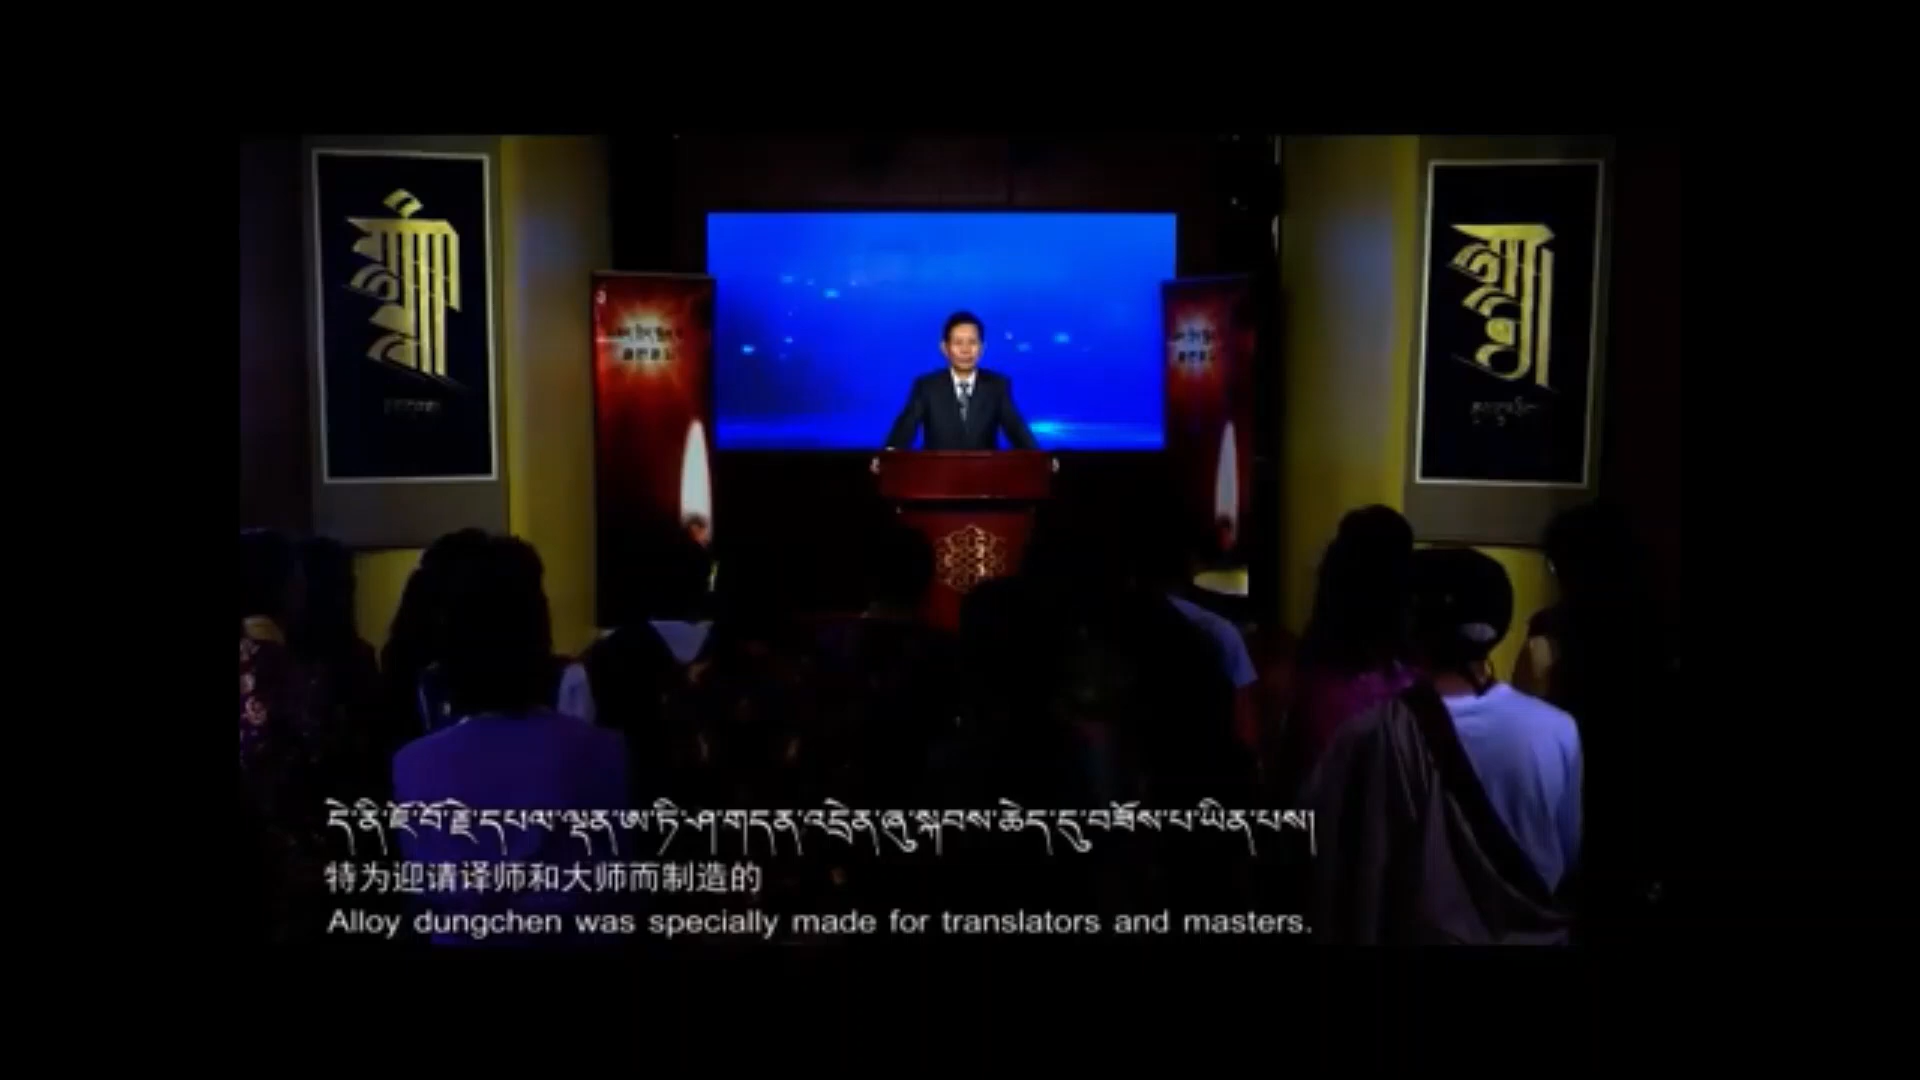 དེ་ནི་ཇོ་བོ་རྗེ་དཔལ་ལྡན་ཨ་ཏི་ཤ་གདན་འདྲེན་ཞུ་སྐབས་ཆེད་དུ་བཟོས་པ་ཡིན་པས།
特为迎请译师和大师而制造的
Alloy dungchen was specially made for translators and masters.